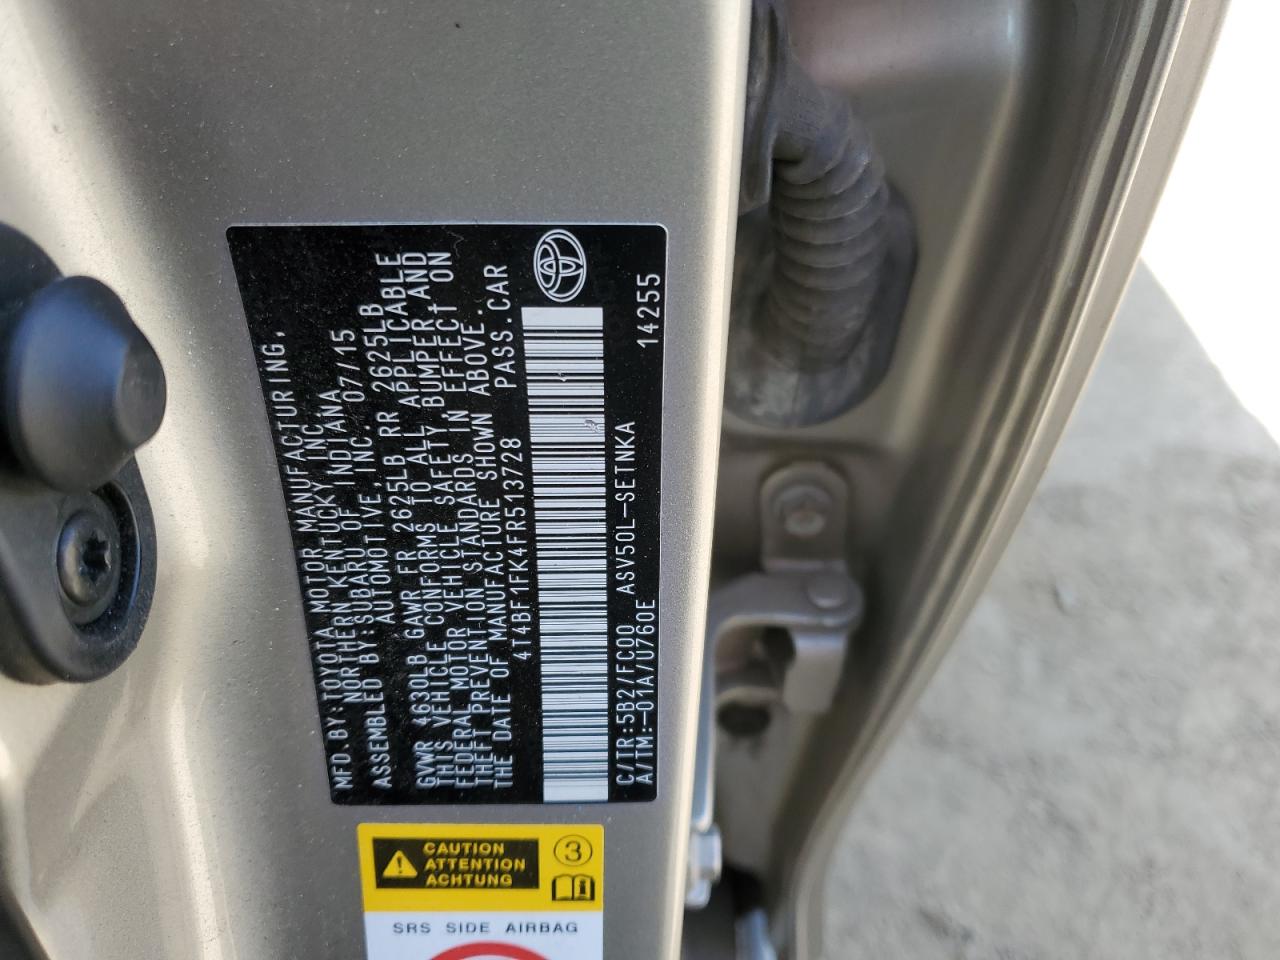 MFD.BY:TOYOTA MOTOR MANUFACTURING,
NORTHERN KENTUCKY INC.
ASSEMBLED BY:SUBARU OF INDIANA
AUTOMOTIVE, INC 07/15
GVWR 4630LB GAWR FR 2625LB RR 2625LB
THIS VEHICLE CONFORMS TO ALL APPLICABLE
FEDERAL MOTOR VEHICLE SAFETY, BUMPER, AND
THEFT PREVENTION STANDARDS IN EFFECT ON
THE DATE OF MANUFACTURE SHOWN ABOVE.
4T4BF1FK4FR513728 PASS.CAR
C/TR:5B2/FC00 ASV50L-SETNKA
A/TM:-01A/U760E 14255
CAUTION
ATTENTION
ACHTUNG
3
SRS SIDE AIRBAG